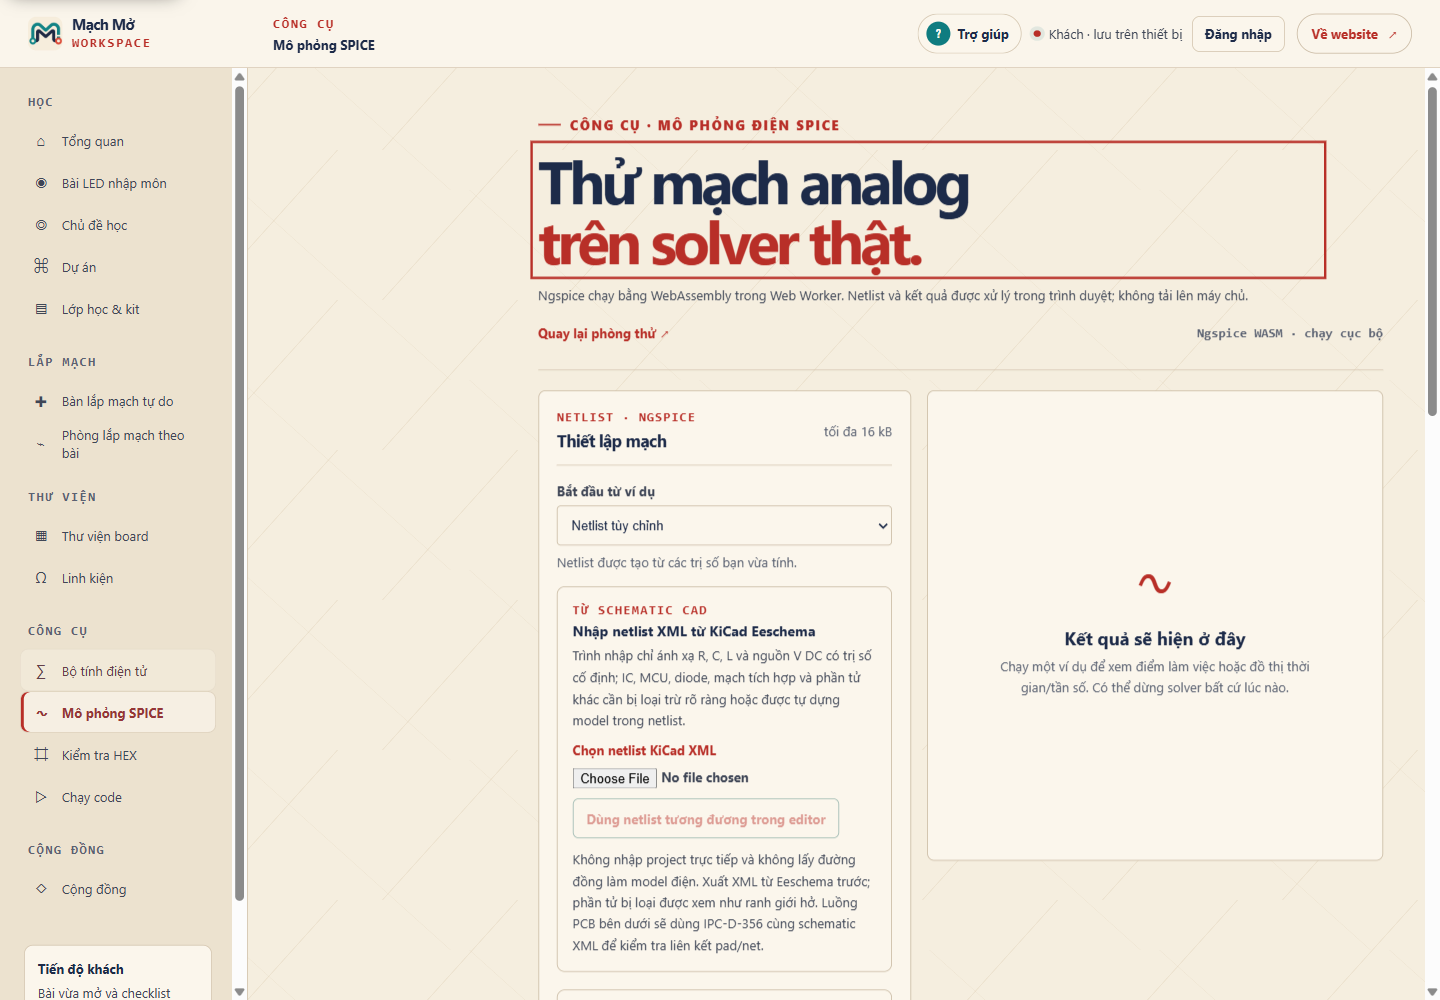 Mạch Mở
WORKSPACE
CÔNG CỤ
Mô phỏng SPICE
?
Trợ giúp
Khách · lưu trên thiết bị
Đăng nhập
Về website ↗
HỌC
Tổng quan
Bài LED nhập môn
Chủ đề học
Dự án
Lớp học & kit
LẮP MẠCH
Bàn lắp mạch tự do
Phòng lắp mạch theo
bài
THƯ VIỆN
Thư viện board
Ω Linh kiện
CÔNG CỤ
∑ Bộ tính điện tử
Mô phỏng SPICE
Kiểm tra HEX
Chạy code
CỘNG ĐỒNG
Cộng đồng
Tiến độ khách
Bài vừa mở và checklist
CÔNG CỤ · MÔ PHỎNG ĐIỆN SPICE
Thử mạch analog
trên solver thật.
Ngspice chạy bằng WebAssembly trong Web Worker. Netlist và kết quả được xử lý trong trình duyệt; không tải lên máy chủ.
Quay lại phòng thử ↗
Ngspice WASM · chạy cục bộ
NETLIST · NGSPICE
Thiết lập mạch
tối đa 16 kB
Bắt đầu từ ví dụ
Netlist tùy chỉnh
Netlist được tạo từ các trị số bạn vừa tính.
TỪ SCHEMATIC CAD
Nhập netlist XML từ KiCad Eeschema
Trình nhập chỉ ánh xạ R, C, L và nguồn V DC có trị số
cố định; IC, MCU, diode, mạch tích hợp và phần tử
khác cần bị loại trừ rõ ràng hoặc được tự dựng
model trong netlist.
Chọn netlist KiCad XML
Choose File No file chosen
Dùng netlist tương đương trong editor
Không nhập project trực tiếp và không lấy đường
đồng làm model điện. Xuất XML từ Eeschema trước;
phần tử bị loại được xem như ranh giới hở. Luồng
PCB bên dưới sẽ dùng IPC-D-356 cùng schematic
XML để kiểm tra liên kết pad/net.
Kết quả sẽ hiện ở đây
Chạy một ví dụ để xem điểm làm việc hoặc đồ thị thời
gian/tần số. Có thể dừng solver bất cứ lúc nào.